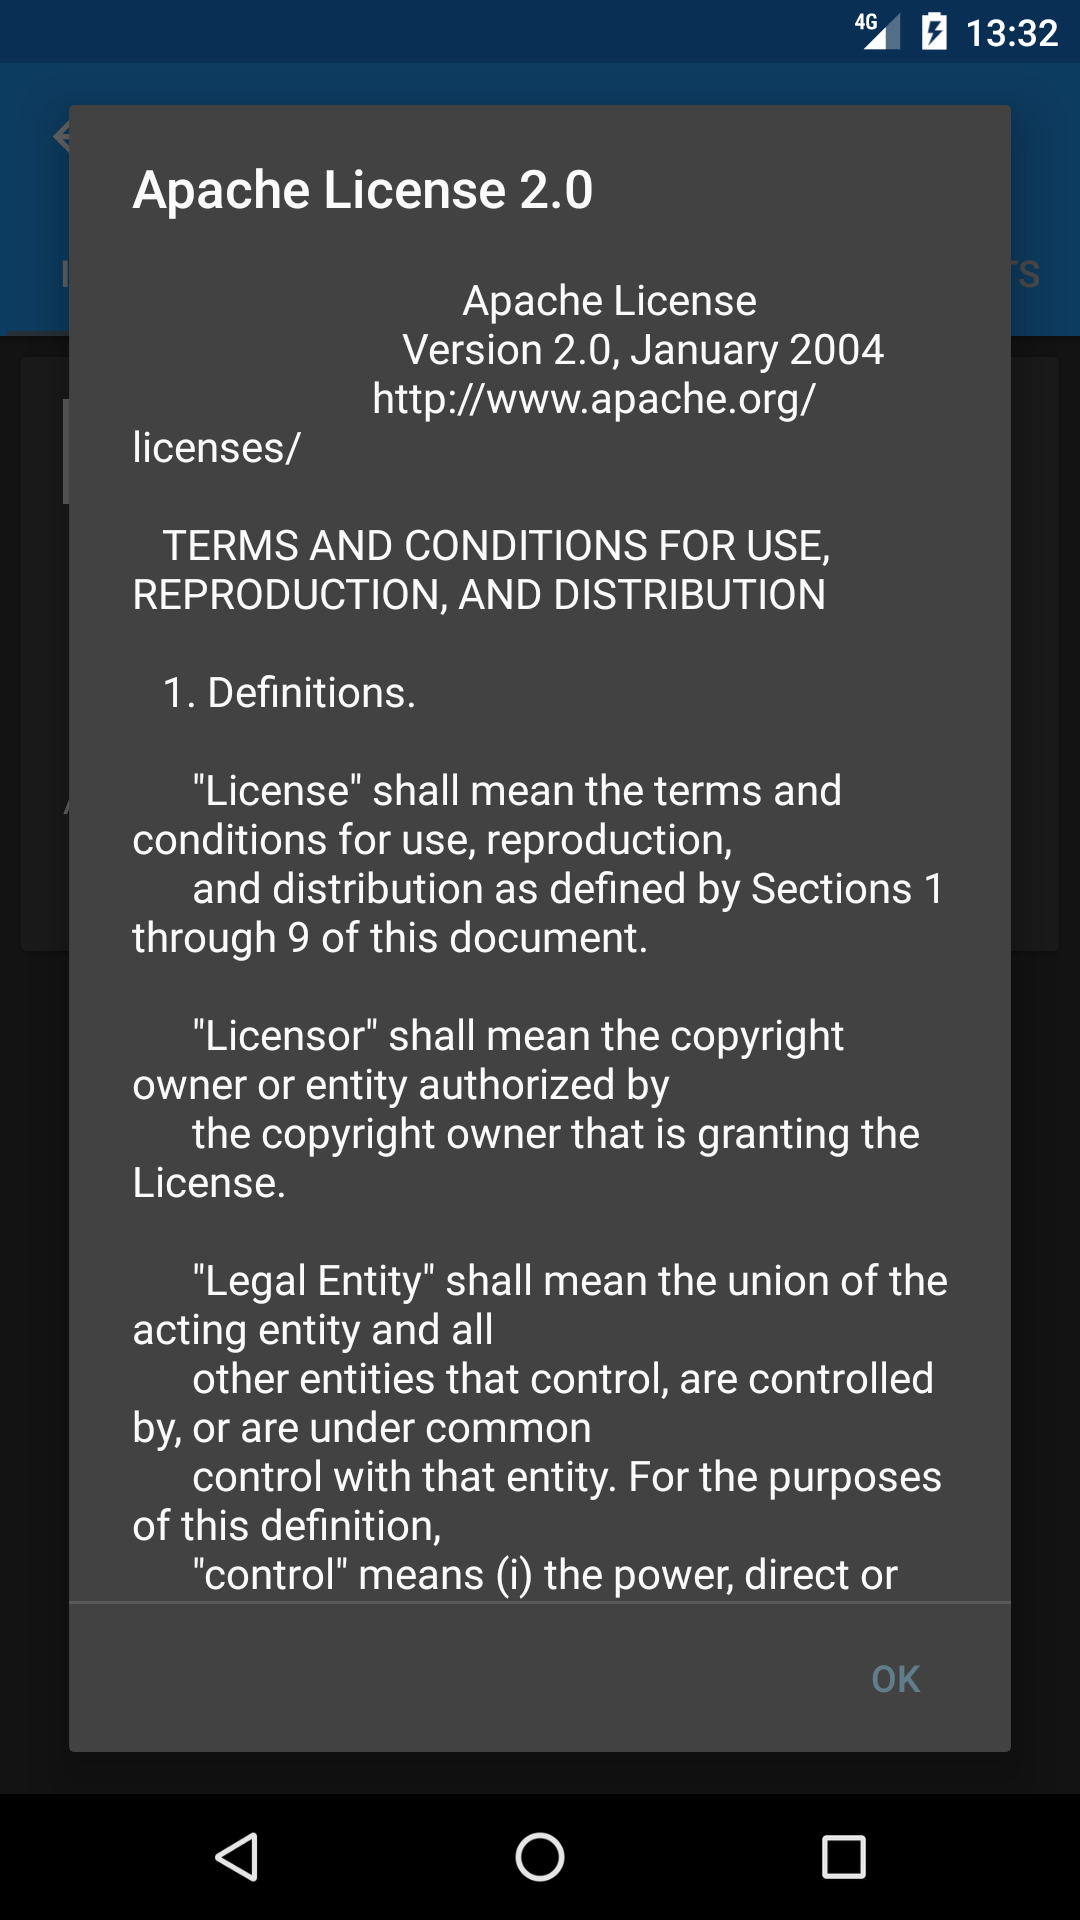 4G 13:32
Apache License 2.0
TS
Apache License
Version 2.0, January 2004
http://www.apache.org/
licenses/
TERMS AND CONDITIONS FOR USE,
REPRODUCTION, AND DISTRIBUTION
1. Definitions.
"License" shall mean the terms and
conditions for use, reproduction,
and distribution as defined by Sections 1
through 9 of this document.
"Licensor" shall mean the copyright
owner or entity authorized by
the copyright owner that is granting the
License.
"Legal Entity" shall mean the union of the
acting entity and all
other entities that control, are controlled
by, or are under common
control with that entity. For the purposes
of this definition,
"control" means (i) the power, direct or
OK